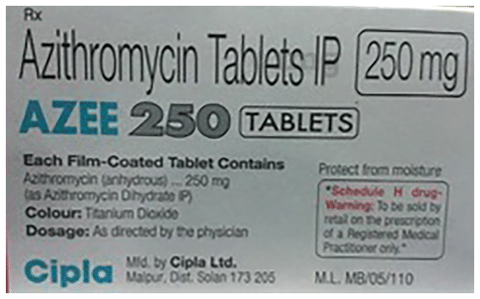 Rx
Azithromycin Tablets IP 250 mg
AZEE 250 TABLETS
Each Film-Coated Tablet Contains
Azithromycin (anhydrous) ... 250 mg
(as Azithromycin Dihydrate IP)
Colour: Titanium Dioxide
Dosage: As directed by the physician
Protect from moisture
"Schedule H drug-
Warning: To be sold by
retail on the prescription
of a Registered Medical
Practitioner only."
Cipla
Mfd. by Cipla Ltd.
Malpur, Dist. Solan 173 205
M.L. MB/05/110